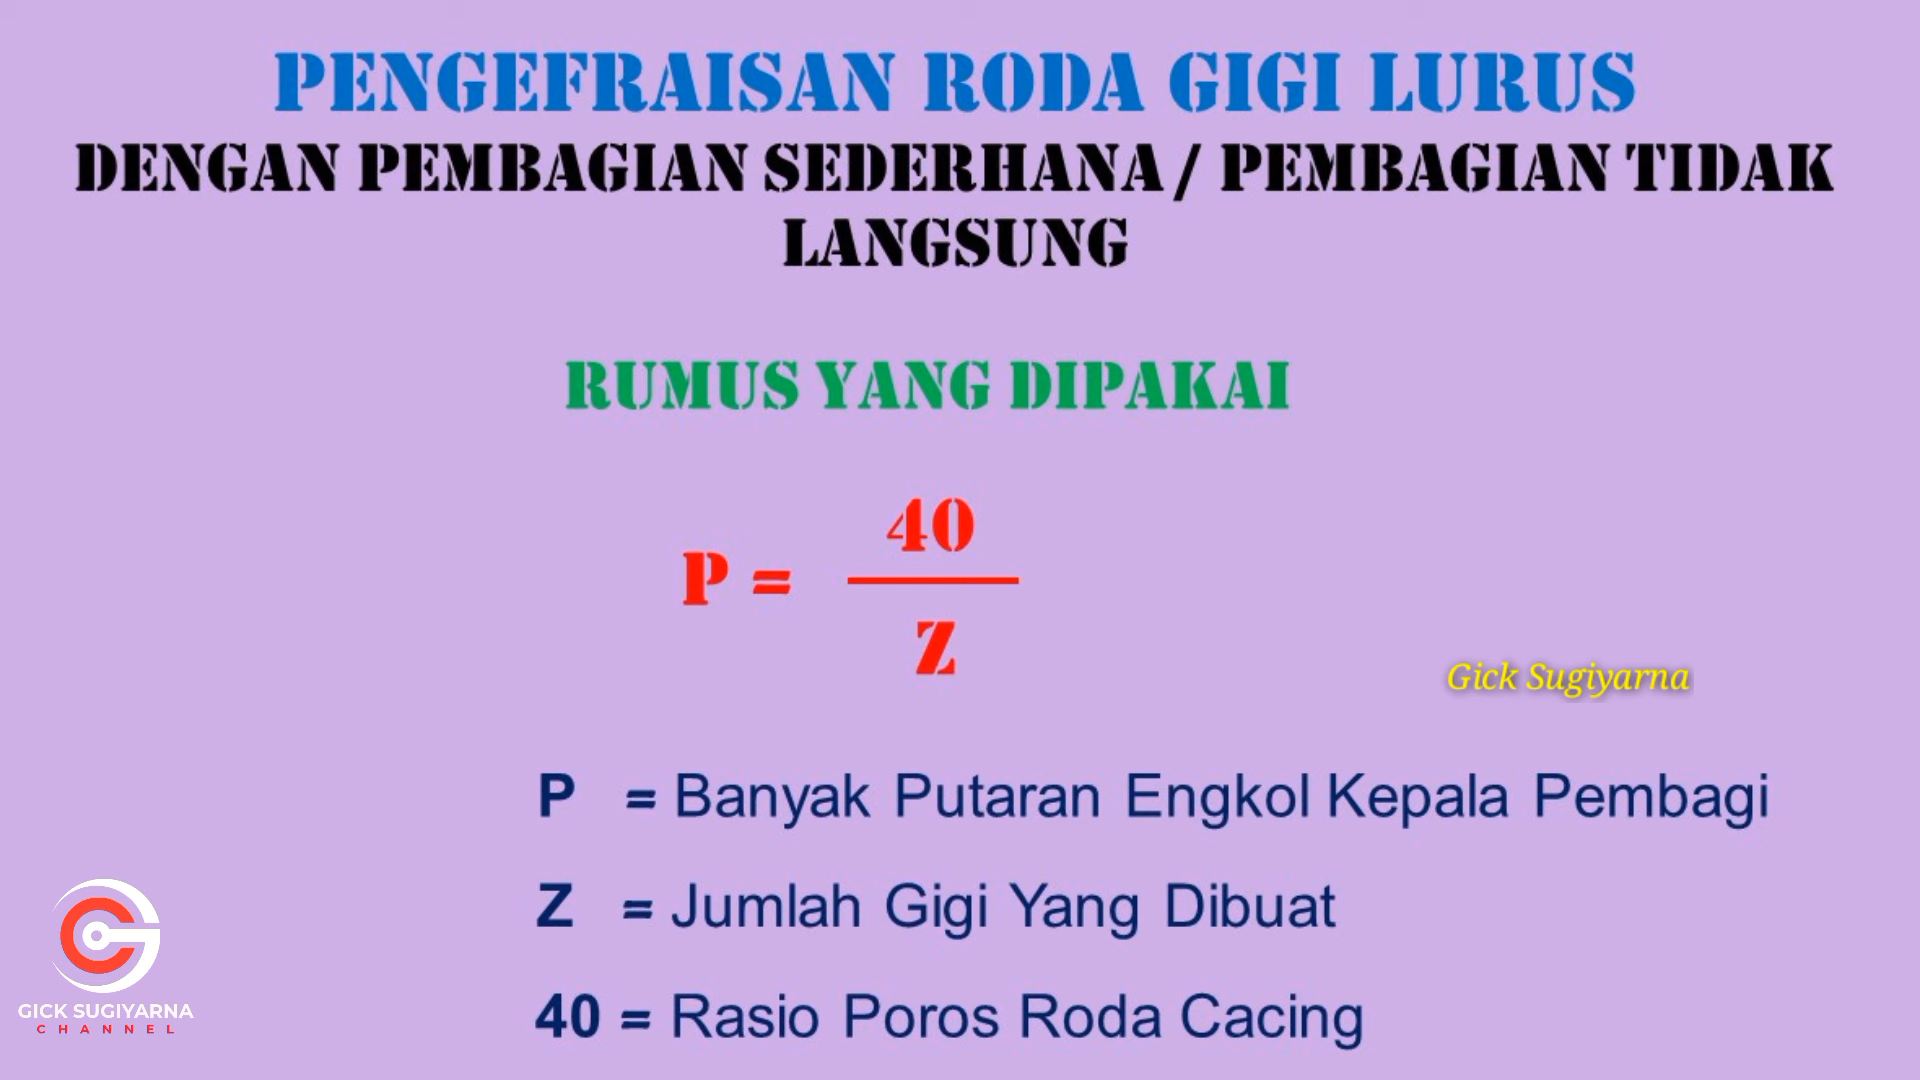 PENGEFRAISAN RODA GIGI LURUS
DENGAN PEMBAGIAN SEDERHANA / PEMBAGIAN TIDAK
LANGSUNG
RUMUS YANG DIPAKAI
40
P =
Z
Gick Sugiyarna
P = Banyak Putaran Engkol Kepala Pembagi
Z = Jumlah Gigi Yang Dibuat
40 = Rasio Poros Roda Cacing
GICK SUGIYARNA
CHANNEL